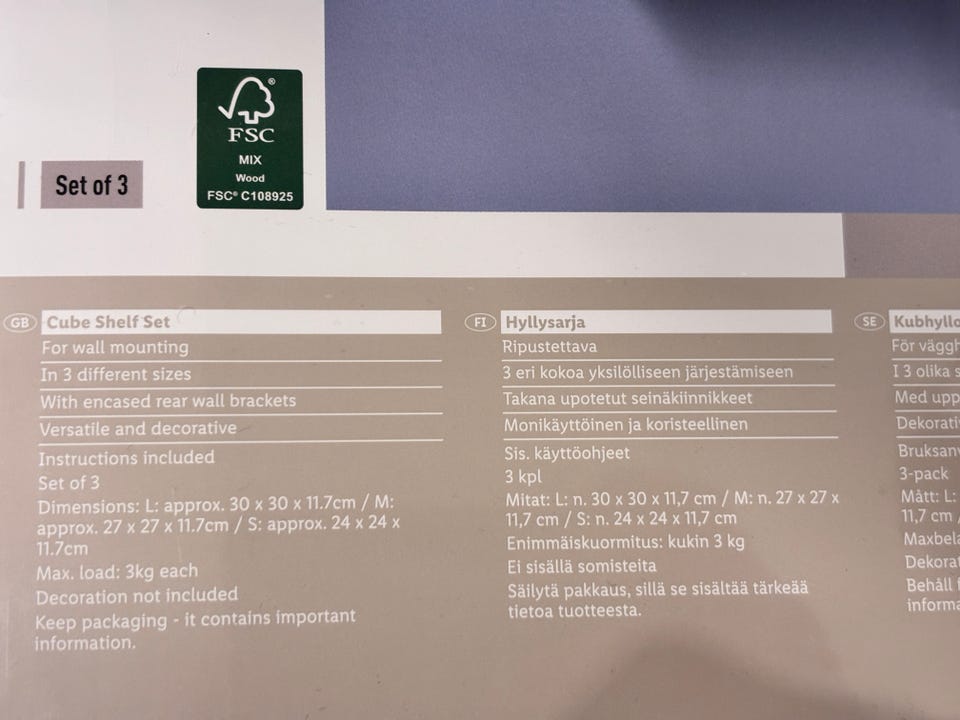 FSC®
MIX
Wood
FSC® C108925
Set of 3
GB Cube Shelf Set
For wall mounting
In 3 different sizes
With encased rear wall brackets
Versatile and decorative
Instructions included
Set of 3
Dimensions: L: approx. 30 x 30 x 11.7cm / M:
approx. 27 x 27 x 11.7cm / S: approx. 24 x 24 x
11.7cm
Max. load: 3kg each
Decoration not included
Keep packaging - it contains important
information.
FI Hyllysarja
Ripustettava
3 eri kokoa yksilölliseen järjestämiseen
Takana upotetut seinäkiinnikkeet
Monikäyttöinen ja koristeellinen
Sis. käyttöohjeet
3 kpl
Mitat: L: n. 30 x 30 x 11,7 cm / M: n. 27 x 27 x
11,7 cm / S: n. 24 x 24 x 11,7 cm
Enimmäiskuormitus: kukin 3 kg
Ei sisällä somisteita
Säilytä pakkaus, sillä se sisältää tärkeää
tietoa tuotteesta.
SE
För
I 3 olika
Med
3-pack
Mått: L:
11,7 cm
Behåll